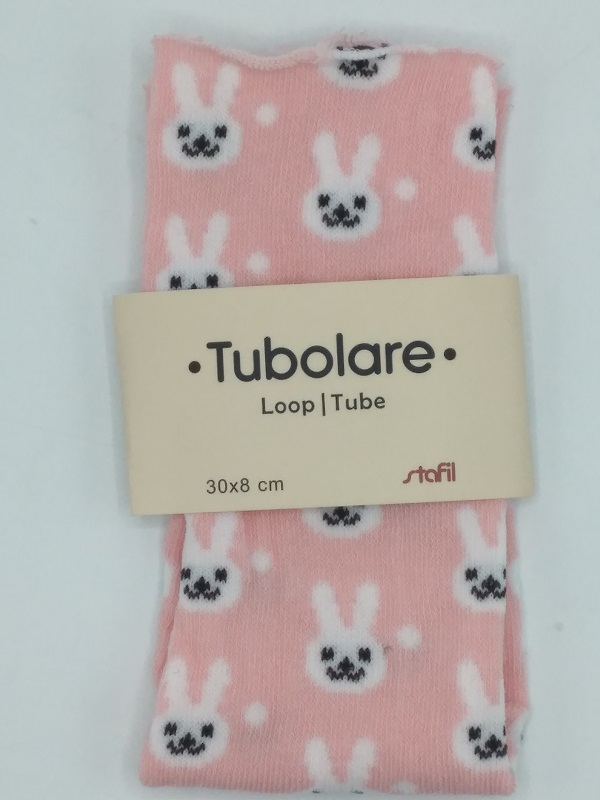 •Tubolare•
Loop|Tube
30x8 cm
stafil